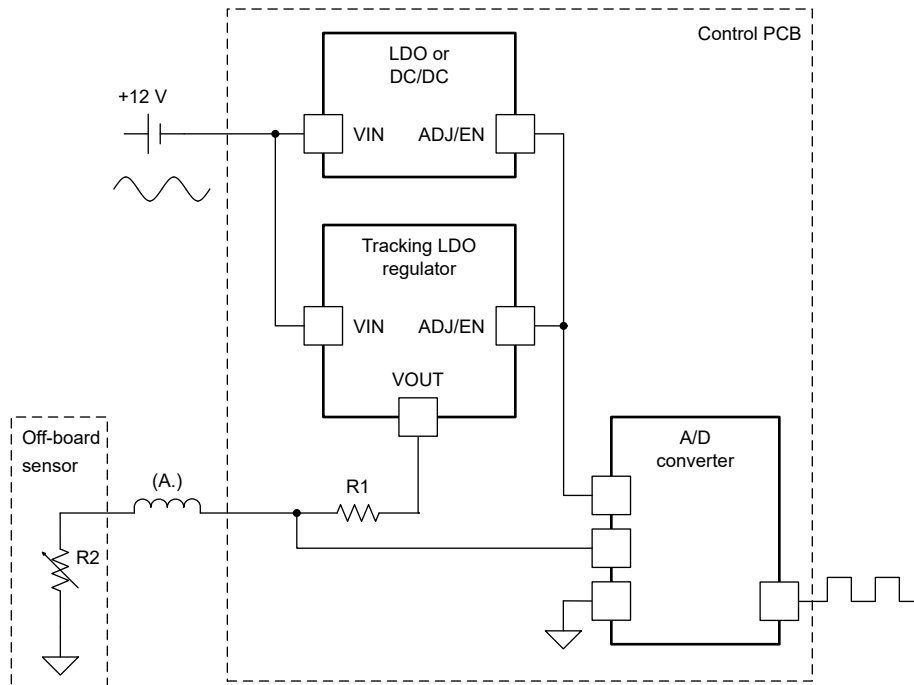 Control PCB
LDO or
DC/DC
+12 V
VIN
ADJ/EN
Tracking LDO
regulator
VIN
ADJ/EN
VOUT
Off-board
sensor
(A.)
R1
R2
A/D
converter